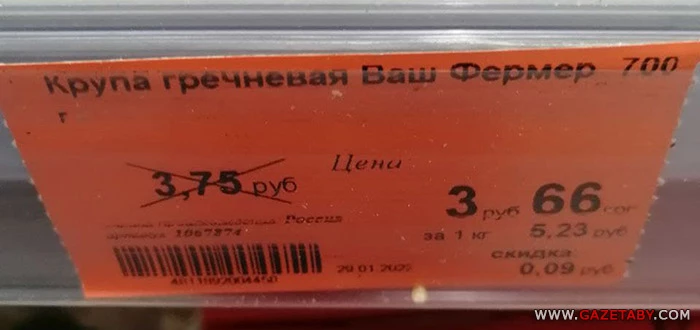 Крупа гречневая Ваш Фермер 700
г
Цена
3,75 руб
3 руб 66 коп
Россия
за 1 кг 5,23 руб
1067874
скидка:
29.01.2022
0,09 руб
WWW.GAZETABY.COM